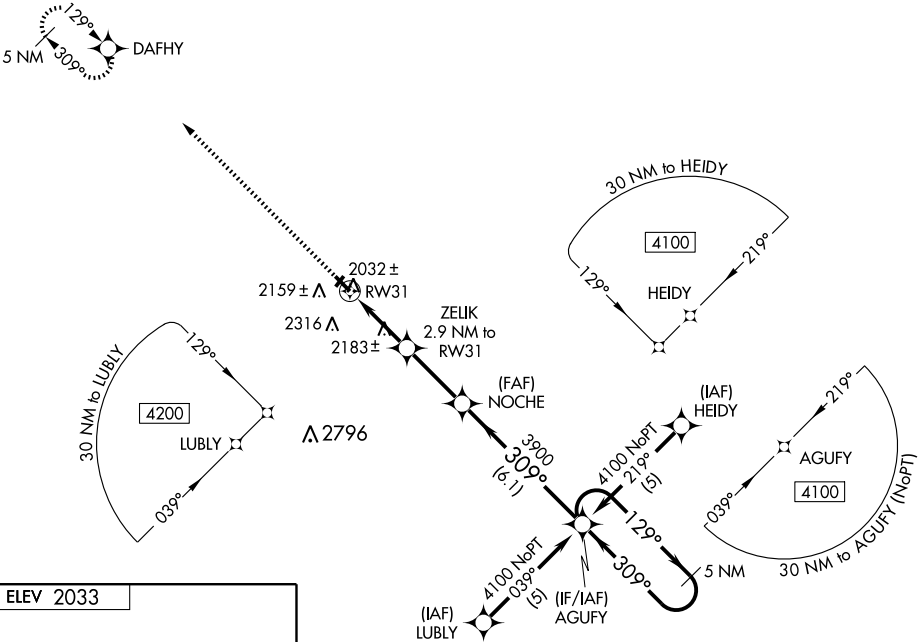 129°
309°
5 NM
DAFHY
30 NM to HEIDY
4100
129°
219°
HEIDY
2032 ±
2159 ±
RW31
2316
2183 ±
ZELIK
2.9 NM to
RW31
30 NM to LUBLY
129°
4200
LUBLY
039°
2796
(FAF)
NOCHE
3900
309°
(6.1)
(IAF)
HEIDY
4100 NoPT
219°
(5)
219°
AGUFY
4100
039°
30 NM to AGUFY (NoPT)
129°
309°
5 NM
4100 NoPT
039°
(5)
(IF/IAF)
AGUFY
(IAF)
LUBLY
ELEV 2033